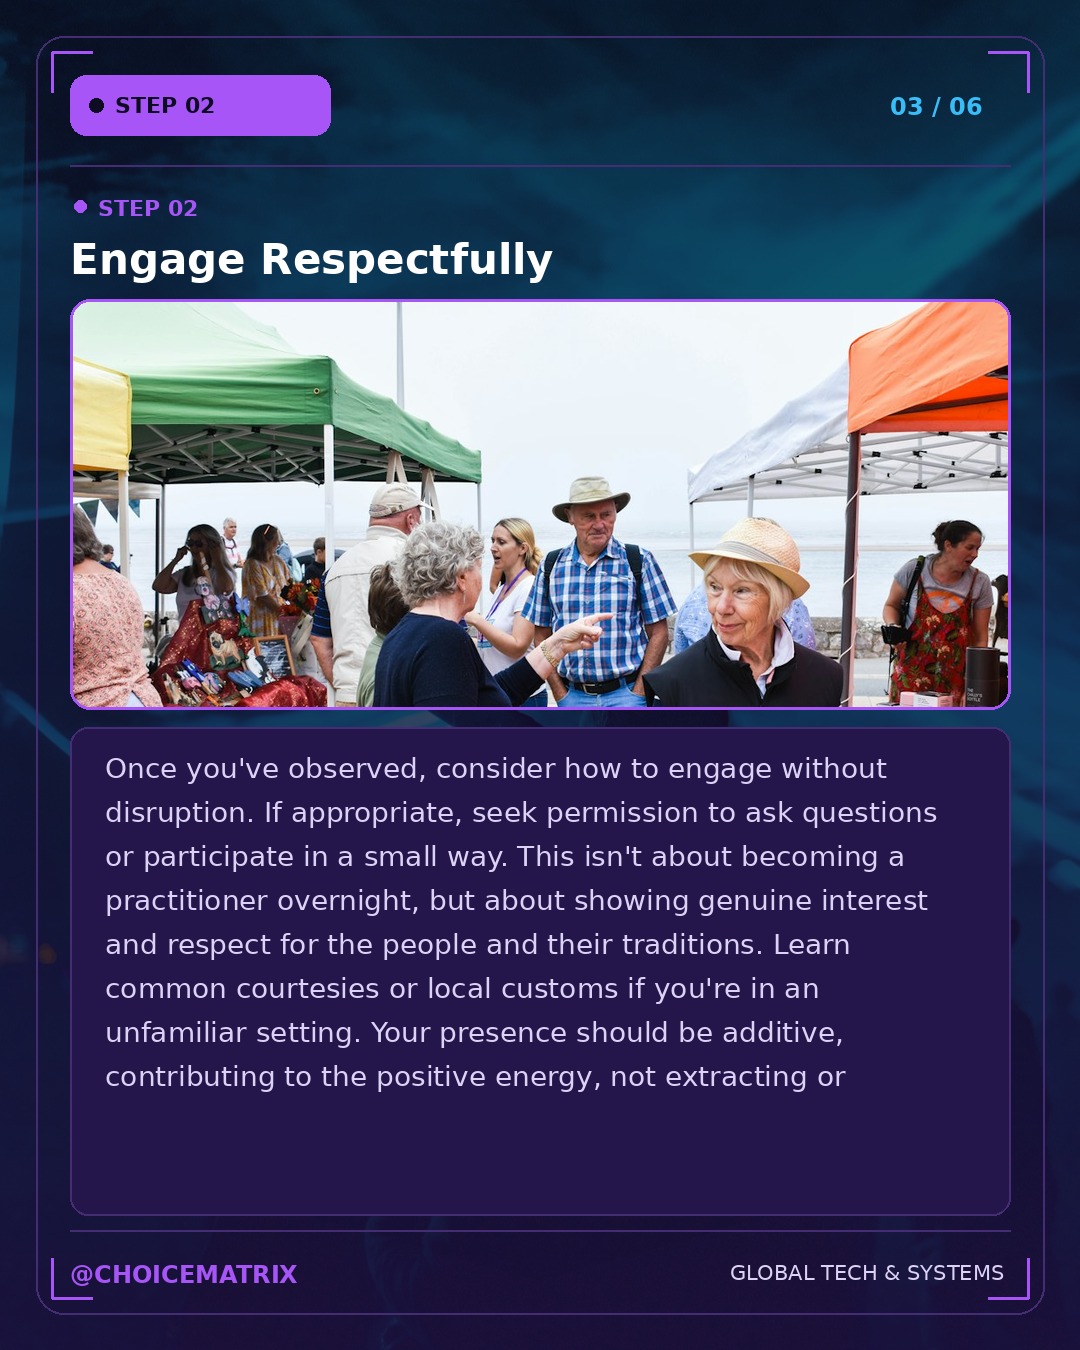 STEP 02
03 / 06
STEP 02
Engage Respectfully
Once you've observed, consider how to engage without
disruption. If appropriate, seek permission to ask questions
or participate in a small way. This isn't about becoming a
practitioner overnight, but about showing genuine interest
and respect for the people and their traditions. Learn
common courtesies or local customs if you're in an
unfamiliar setting. Your presence should be additive,
contributing to the positive energy, not extracting or
@CHOICEMATRIX
GLOBAL TECH & SYSTEMS